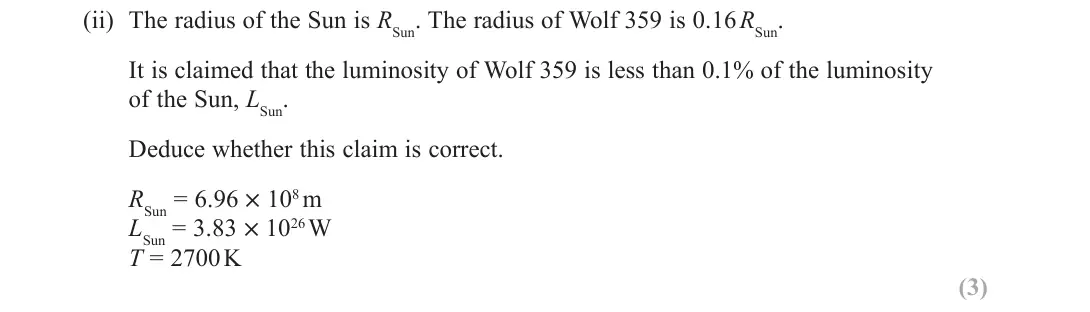 (ii) The radius of the Sun is R_Sun. The radius of Wolf 359 is 0.16 R_Sun.
It is claimed that the luminosity of Wolf 359 is less than 0.1% of the luminosity
of the Sun, L_Sun.
Deduce whether this claim is correct.
R_Sun = 6.96 × 10⁸ m
L_Sun = 3.83 × 10²⁶ W
T = 2700 K
(3)